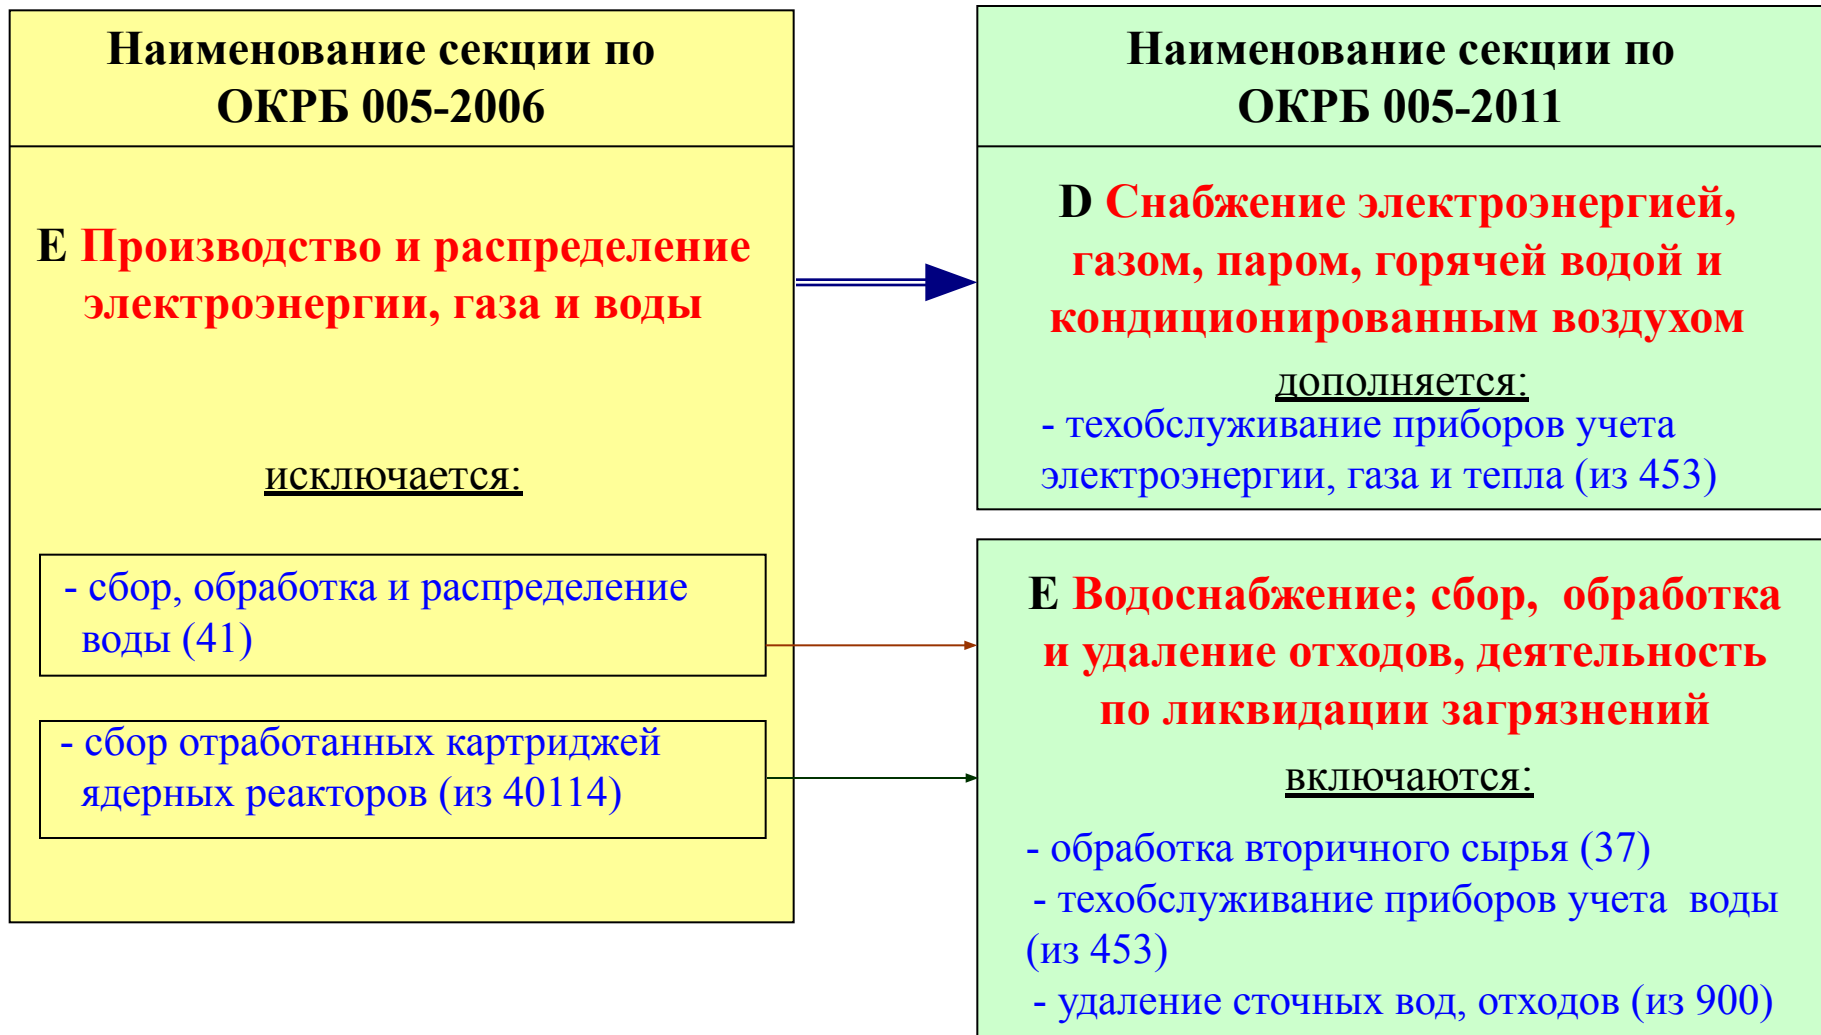 Наименование секции по
ОКРБ 005-2006
E Производство и распределение
электроэнергии, газа и воды
исключается:
- сбор, обработка и распределение
воды (41)
- сбор отработанных картриджей
ядерных реакторов (из 40114)
Наименование секции по
ОКРБ 005-2011
D Снабжение электроэнергией,
газом, паром, горячей водой и
кондиционированным воздухом
дополняется:
- техобслуживание приборов учета
электроэнергии, газа и тепла (из 453)
E Водоснабжение; сбор, обработка
и удаление отходов, деятельность
по ликвидации загрязнений
включаются:
- обработка вторичного сырья (37)
- техобслуживание приборов учета воды
(из 453)
- удаление сточных вод, отходов (из 900)